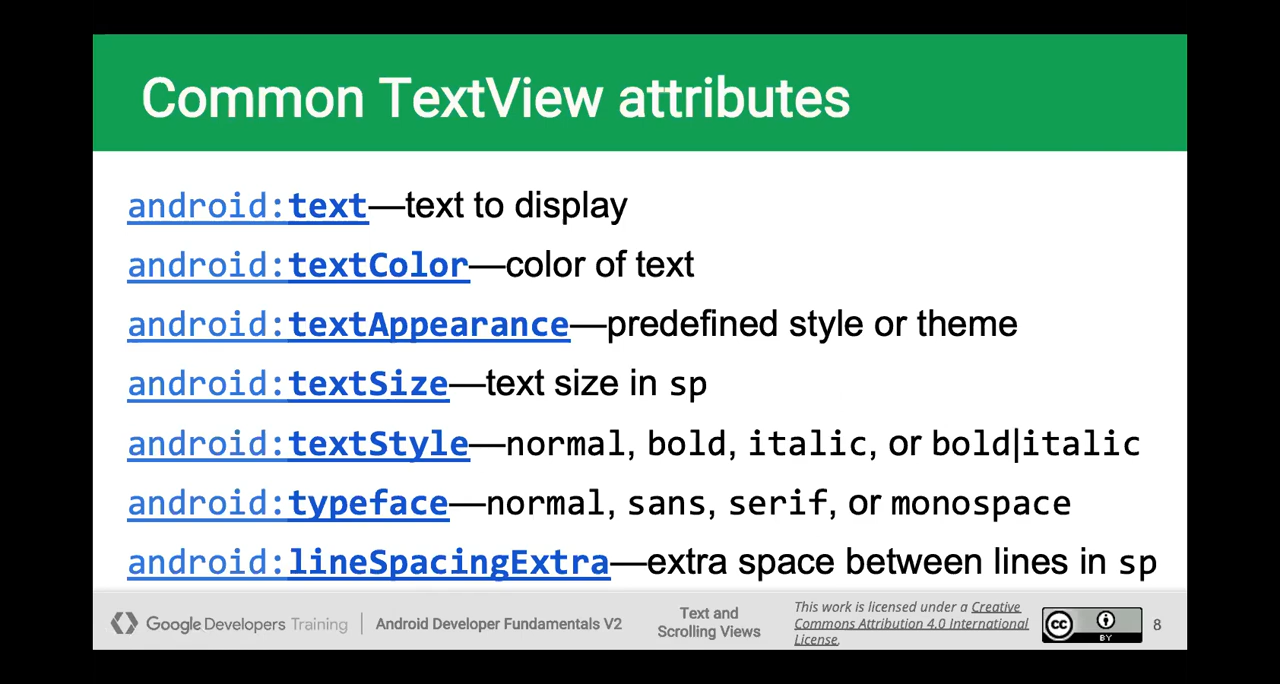 Common TextView attributes
android:text—text to display
android:textColor—color of text
android:textAppearance—predefined style or theme
android:textSize—text size in sp
android:textStyle—normal, bold, italic, or bold|italic
android:typeface—normal, sans, serif, or monospace
android:lineSpacingExtra—extra space between lines in sp
Google Developers Training
Android Developer Fundamentals V2
Text and
Scrolling Views
This work is licensed under a Creative
Commons Attribution 4.0 International
License.
cc
BY
8